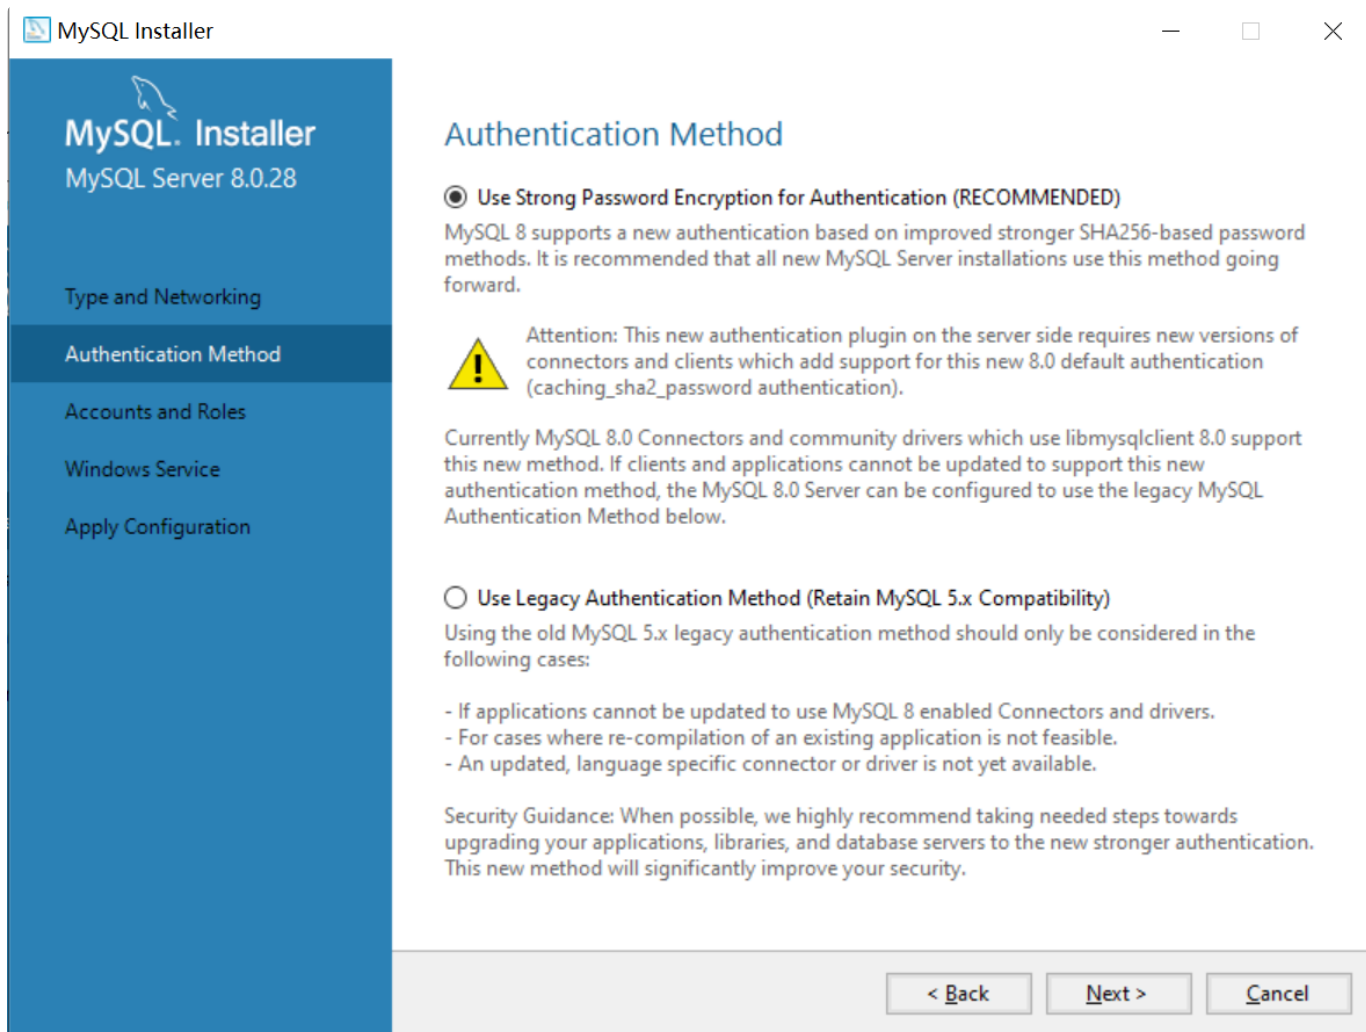 MySQL Installer
MySQL. Installer
MySQL Server 8.0.28
Type and Networking
Authentication Method
Accounts and Roles
Windows Service
Apply Configuration
Authentication Method
Use Strong Password Encryption for Authentication (RECOMMENDED)
MySQL 8 supports a new authentication based on improved stronger SHA256-based password
methods. It is recommended that all new MySQL Server installations use this method going
forward.
Attention: This new authentication plugin on the server side requires new versions of
connectors and clients which add support for this new 8.0 default authentication
(caching_sha2_password authentication).
Currently MySQL 8.0 Connectors and community drivers which use libmysqlclient 8.0 support
this new method. If clients and applications cannot be updated to support this new
authentication method, the MySQL 8.0 Server can be configured to use the legacy MySQL
Authentication Method below.
Use Legacy Authentication Method (Retain MySQL 5.x Compatibility)
Using the old MySQL 5.x legacy authentication method should only be considered in the
following cases:
- If applications cannot be updated to use MySQL 8 enabled Connectors and drivers.
- For cases where re-compilation of an existing application is not feasible.
- An updated, language specific connector or driver is not yet available.
Security Guidance: When possible, we highly recommend taking needed steps towards
upgrading your applications, libraries, and database servers to the new stronger authentication.
This new method will significantly improve your security.
< Back
Next >
Cancel